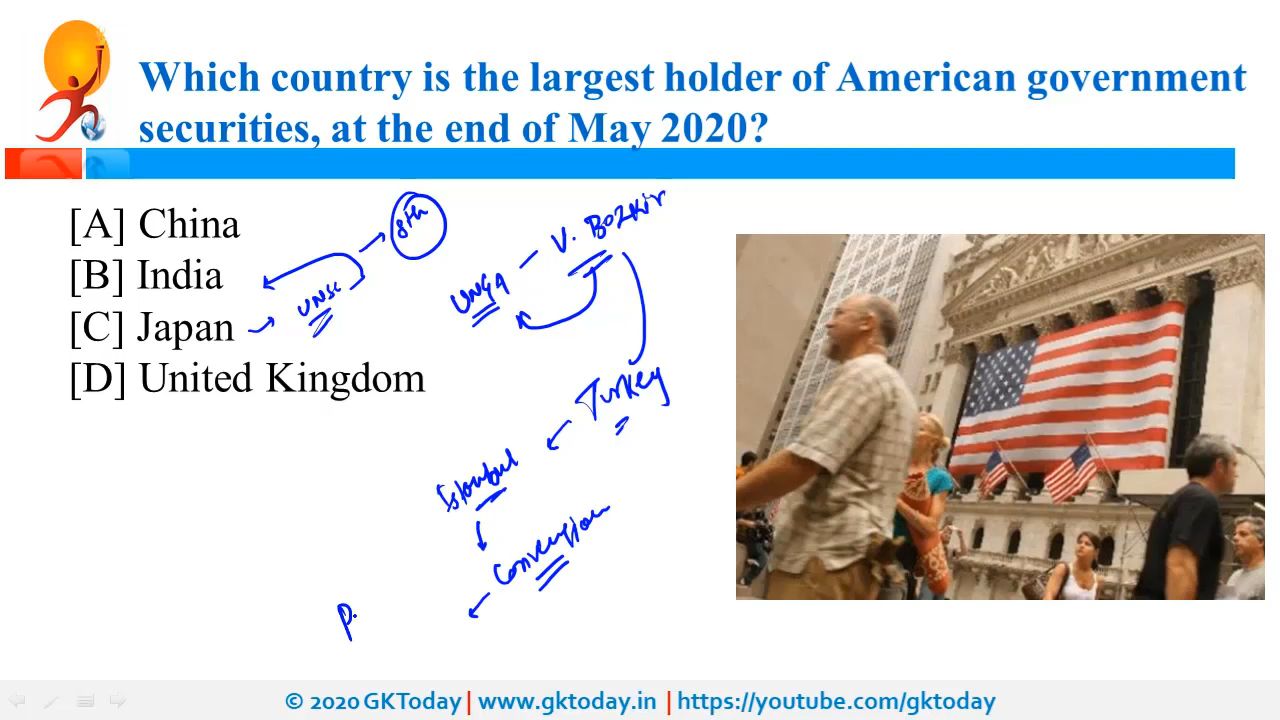 Which country is the largest holder of American government
securities, at the end of May 2020?
[A] China
[B] India
[C] Japan
[D] United Kingdom
8th
UNSC
UNGA – V. Bozkir
Turkey
Istanbul
Convention
P.
© 2020 GKToday | www.gktoday.in | https://youtube.com/gktoday